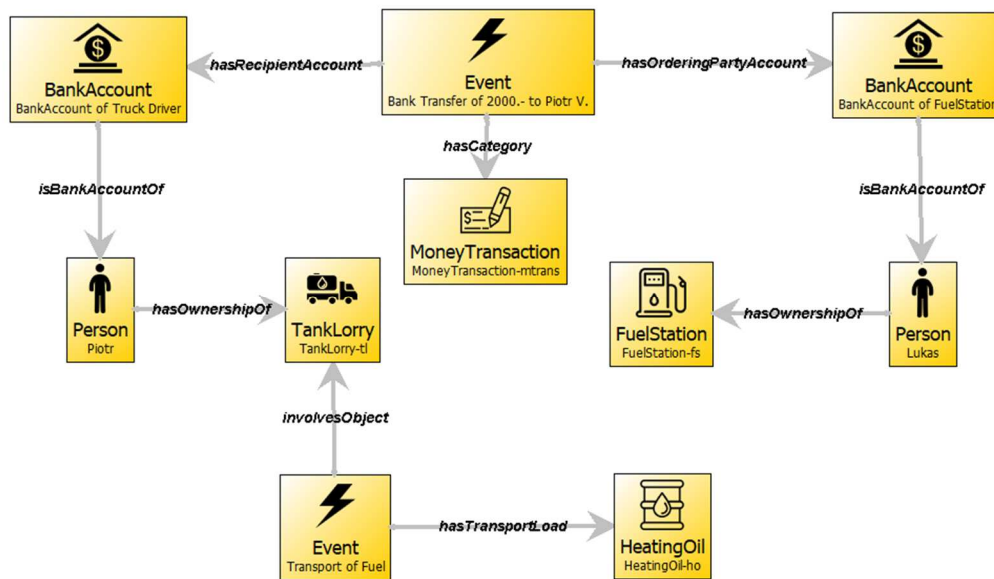 hasRecipientAccount
hasOrderingPartyAccount
BankAccount
BankAccount of Truck Driver
Event
Bank Transfer of 2000.- to Piotr V.
BankAccount
BankAccount of FuelStation
hasCategory
isBankAccountOf
isBankAccountOf
MoneyTransaction
MoneyTransaction-mtrans
Person
Piotr
hasOwnershipOf
TankLorry
TankLorry-tl
FuelStation
FuelStation-fs
hasOwnershipOf
Person
Lukas
involvesObject
Event
Transport of Fuel
hasTransportLoad
HeatingOil
HeatingOil-ho